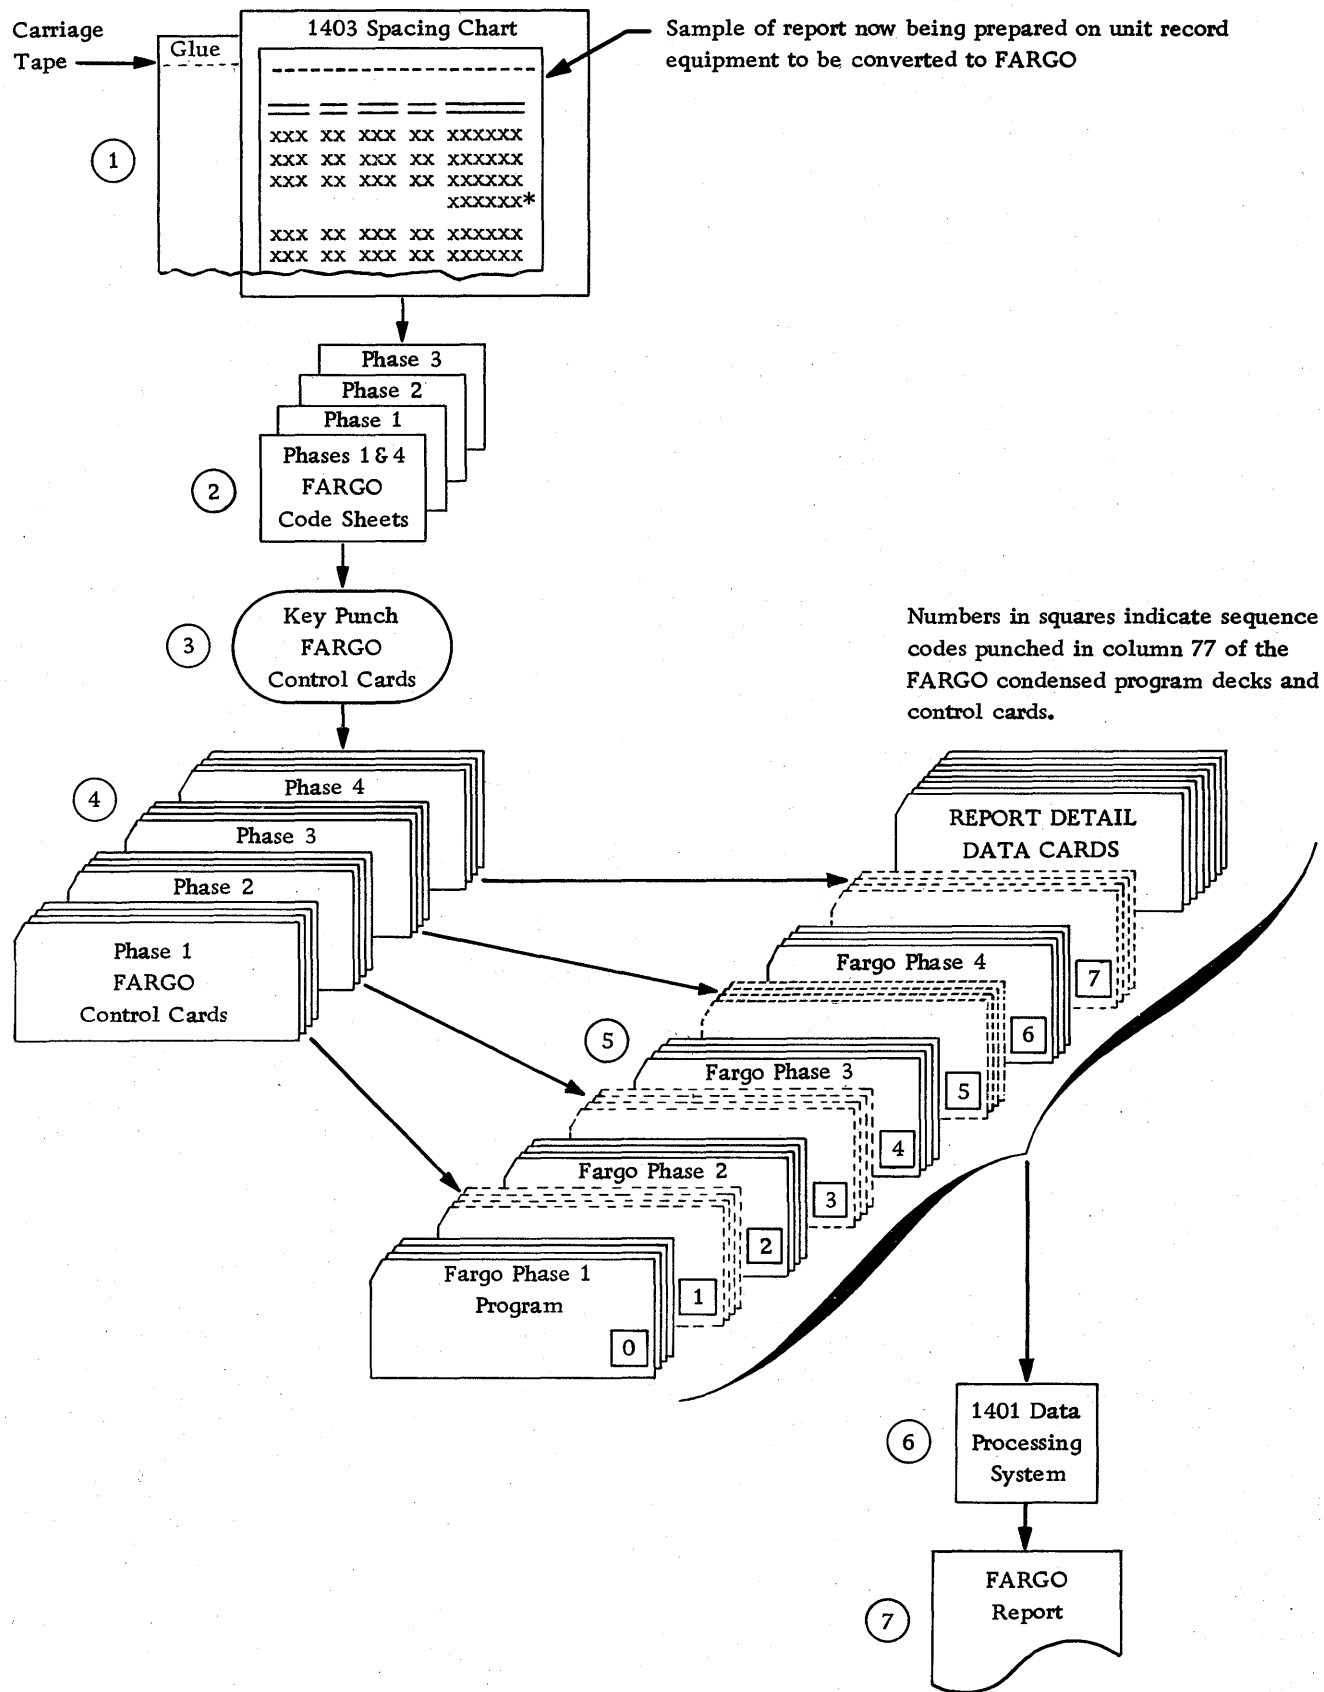 Carriage
Tape
Glue
1403 Spacing Chart
Sample of report now being prepared on unit record
equipment to be converted to FARGO
1
xxx xx xxx xx xxxxxx
xxx xx xxx xx xxxxxx
xxx xx xxx xx xxxxxx
xxxxxx*
xxx xx xxx xx xxxxxx
xxx xx xxx xx xxxxxx
Phase 3
Phase 2
Phase 1
Phases 1 & 4
FARGO
Code Sheets
2
Key Punch
FARGO
Control Cards
3
Numbers in squares indicate sequence
codes punched in column 77 of the
FARGO condensed program decks and
control cards.
4
Phase 4
Phase 3
Phase 2
Phase 1
FARGO
Control Cards
REPORT DETAIL
DATA CARDS
7
Fargo Phase 4
6
5
5
Fargo Phase 3
4
3
Fargo Phase 2
2
1
Fargo Phase 1
Program
0
6
1401 Data
Processing
System
7
FARGO
Report